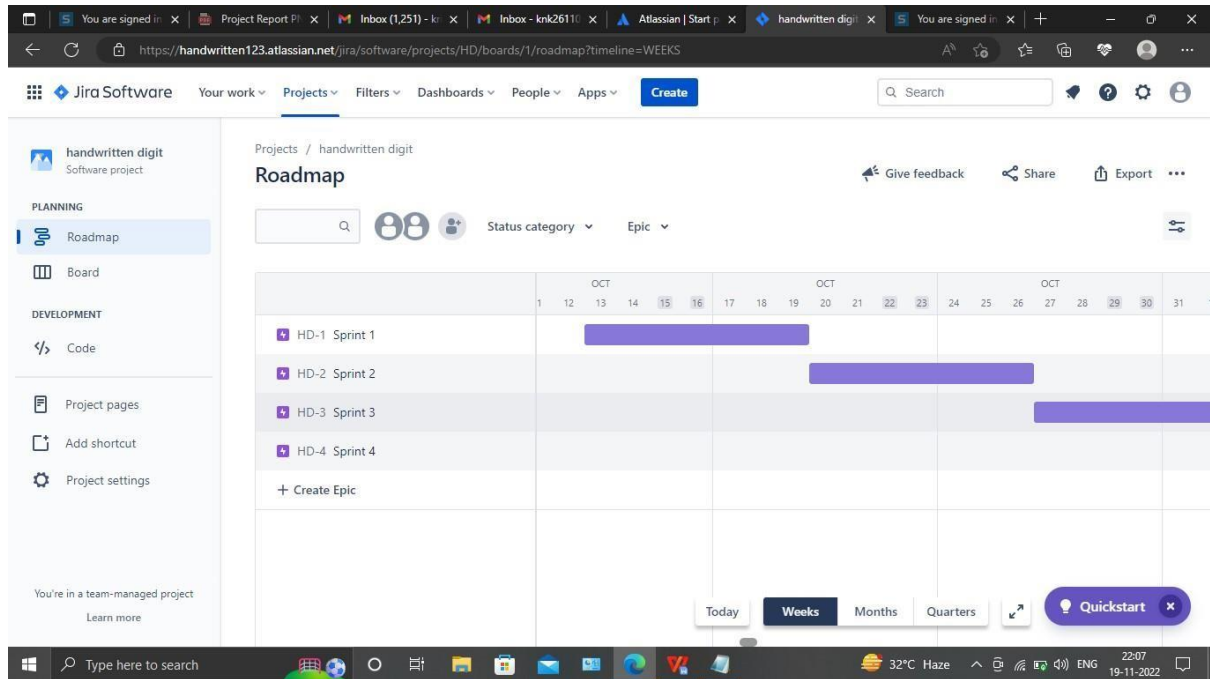 You are signed in
Project Report Pl
Inbox (1,251) - kn
Inbox - knk26110
Atlassian | Start p
handwritten digit
You are signed in
https://handwritten123.atlassian.net/jira/software/projects/HD/boards/1/roadmap?timeline=WEEKS
Jira Software Your work Projects Filters Dashboards People Apps Create Search
handwritten digit
Software project
PLANNING
Roadmap
Board
DEVELOPMENT
Code
Project pages
Add shortcut
Project settings
You're in a team-managed project
Learn more
Projects / handwritten digit
Roadmap
Give feedback Share Export
Status category Epic
OCT OCT OCT
1 12 13 14 15 16 17 18 19 20 21 22 23 24 25 26 27 28 29 30 31
HD-1 Sprint 1
HD-2 Sprint 2
HD-3 Sprint 3
HD-4 Sprint 4
+ Create Epic
Today Weeks Months Quarters
Quickstart
Type here to search
32°C Haze ENG
22:07
19-11-2022